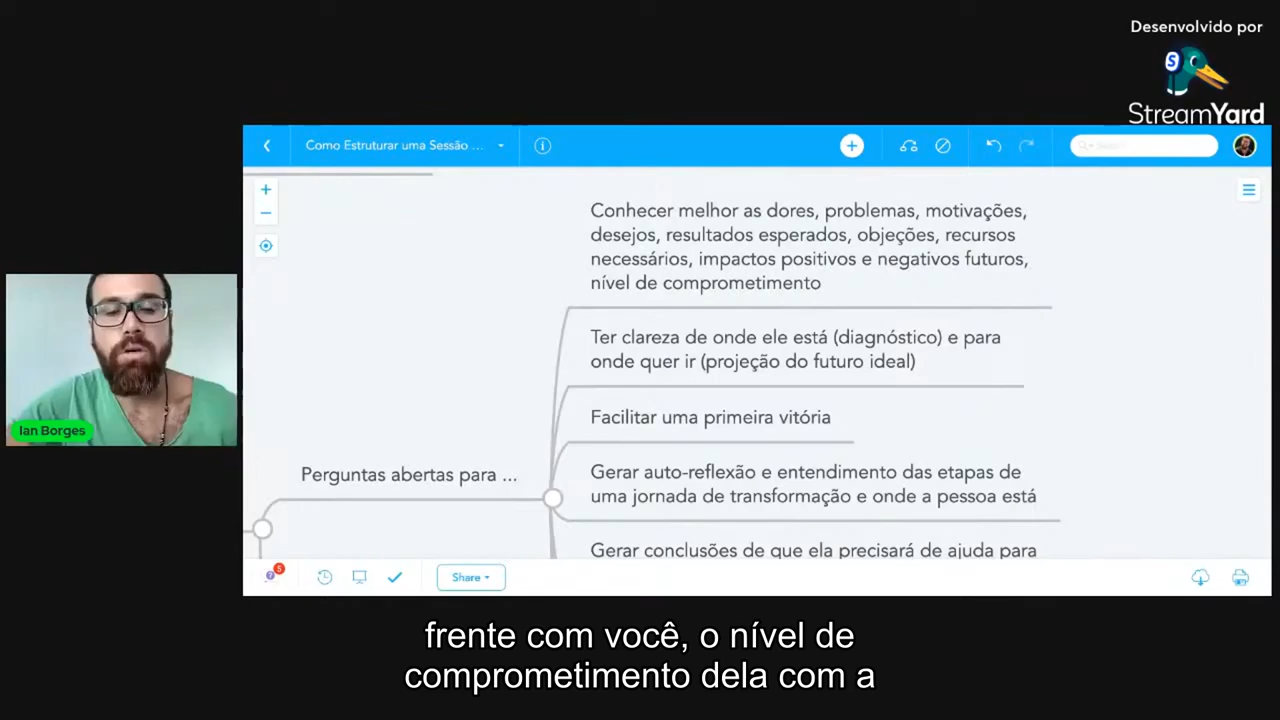 Desenvolvido por
StreamYard
Como Estruturar uma Sessão ...
Conhecer melhor as dores, problemas, motivações,
desejos, resultados esperados, objeções, recursos
necessários, impactos positivos e negativos futuros,
nível de comprometimento
Ter clareza de onde ele está (diagnóstico) e para
onde quer ir (projeção do futuro ideal)
Facilitar uma primeira vitória
Perguntas abertas para ...
Gerar auto-reflexão e entendimento das etapas de
uma jornada de transformação e onde a pessoa está
Gerar conclusões de que ela precisará de ajuda para
Ian Borges
5
Share
frente com você, o nível de
comprometimento dela com a